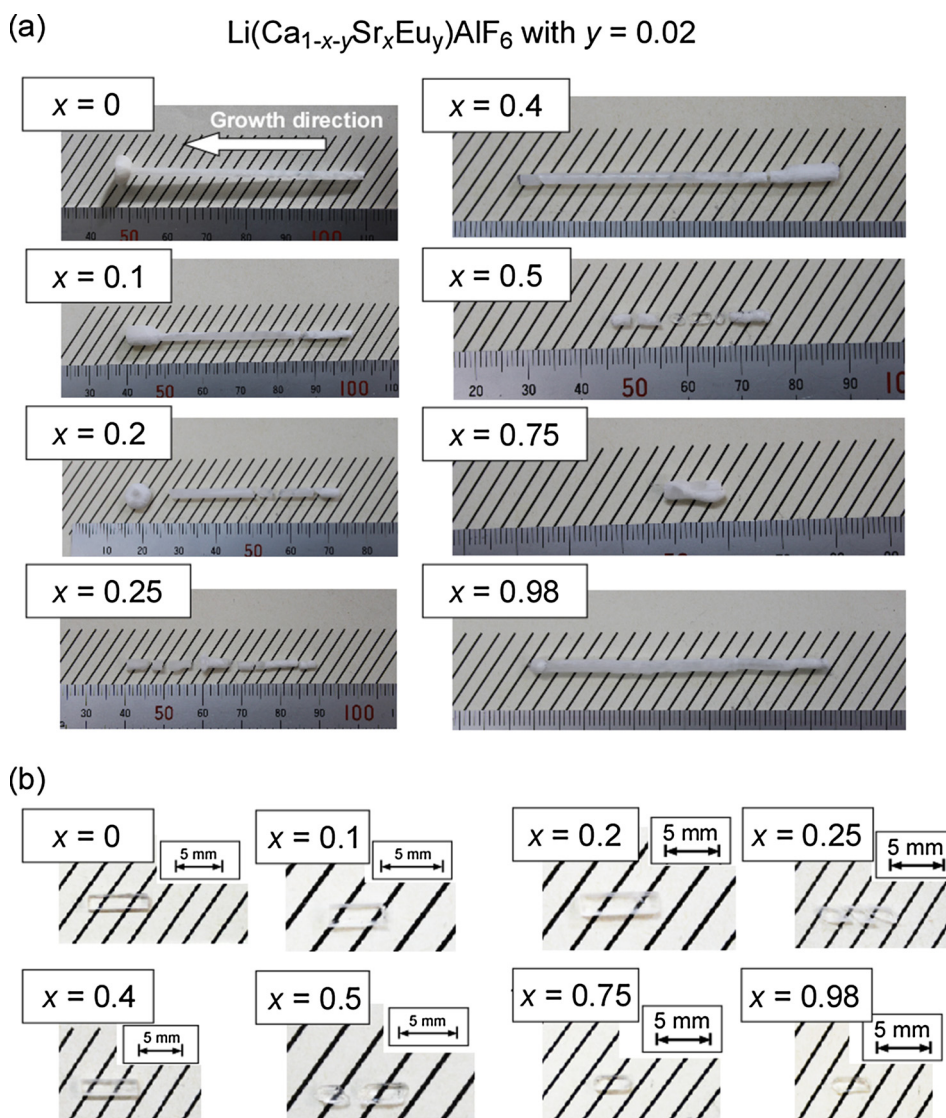 (a)
Li(Ca1-x-ySrxEuy)AlF6 with y = 0.02
x = 0
Growth direction
40 50 60 70 80 90 100 110
x = 0.1
30 40 50 60 70 80 90 100 110
x = 0.2
10 20 30 40 50 60 70 80
x = 0.25
30 40 50 60 70 80 90 100
x = 0.4
x = 0.5
20 30 40 50 60 70 80 90 10
x = 0.75
x = 0.98
(b)
x = 0
5 mm
x = 0.1
5 mm
x = 0.2
5 mm
x = 0.25
5 mm
x = 0.4
5 mm
x = 0.5
5 mm
x = 0.75
5 mm
x = 0.98
5 mm